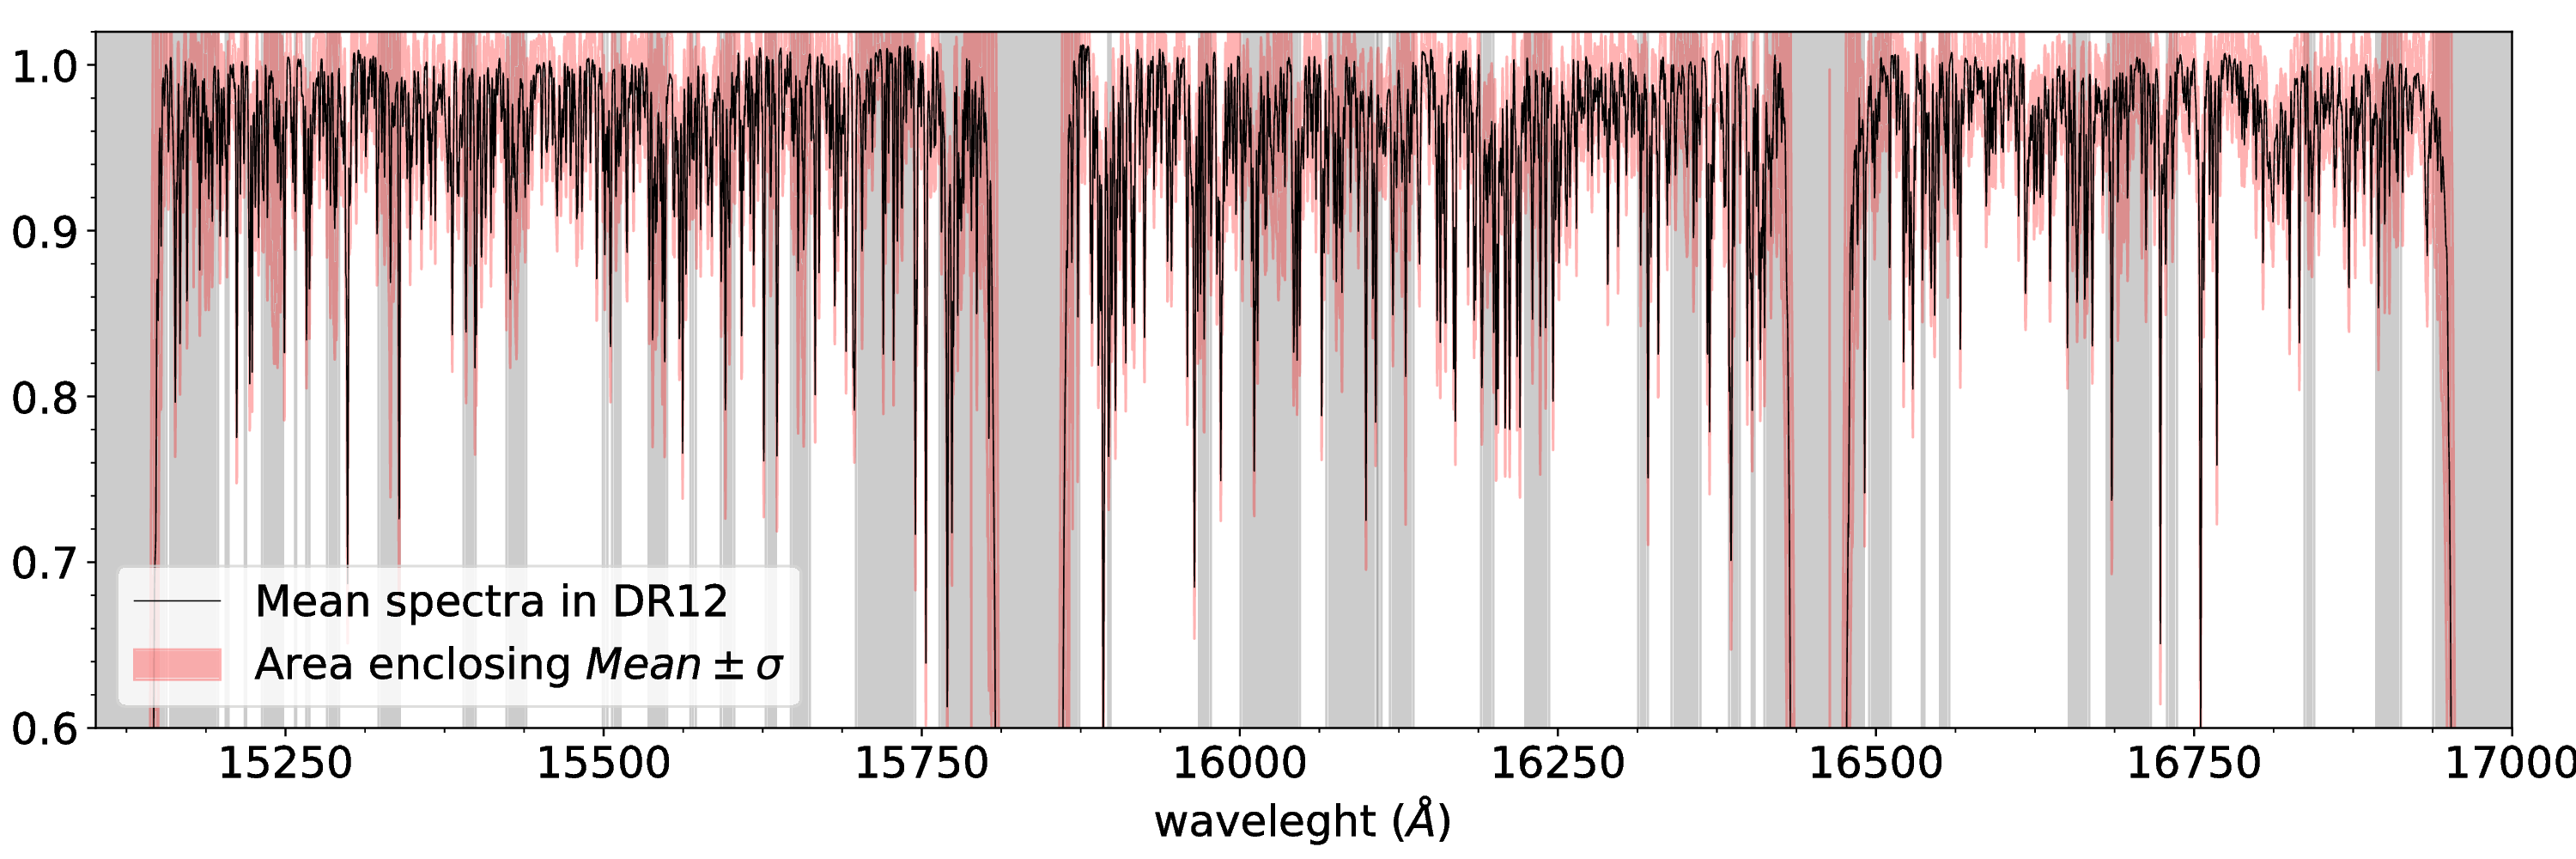 1.0
0.9
0.8
0.7
0.6
Mean spectra in DR12
Area enclosing Mean ± σ
15250 15500 15750 16000 16250 16500 16750 17000
waveleght (Å)